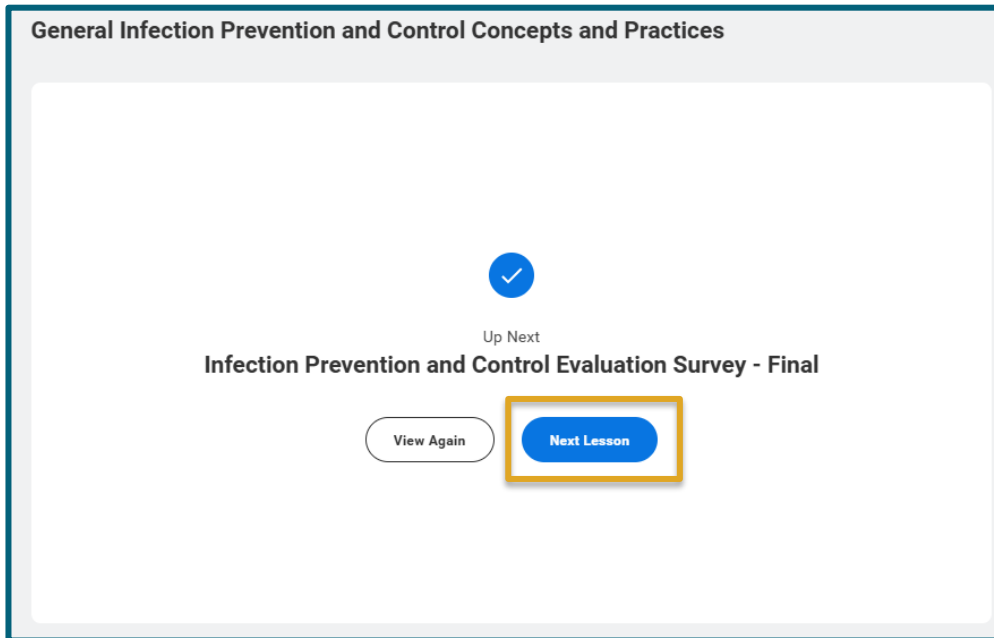 General Infection Prevention and Control Concepts and Practices
Up Next
Infection Prevention and Control Evaluation Survey - Final
View Again
Next Lesson